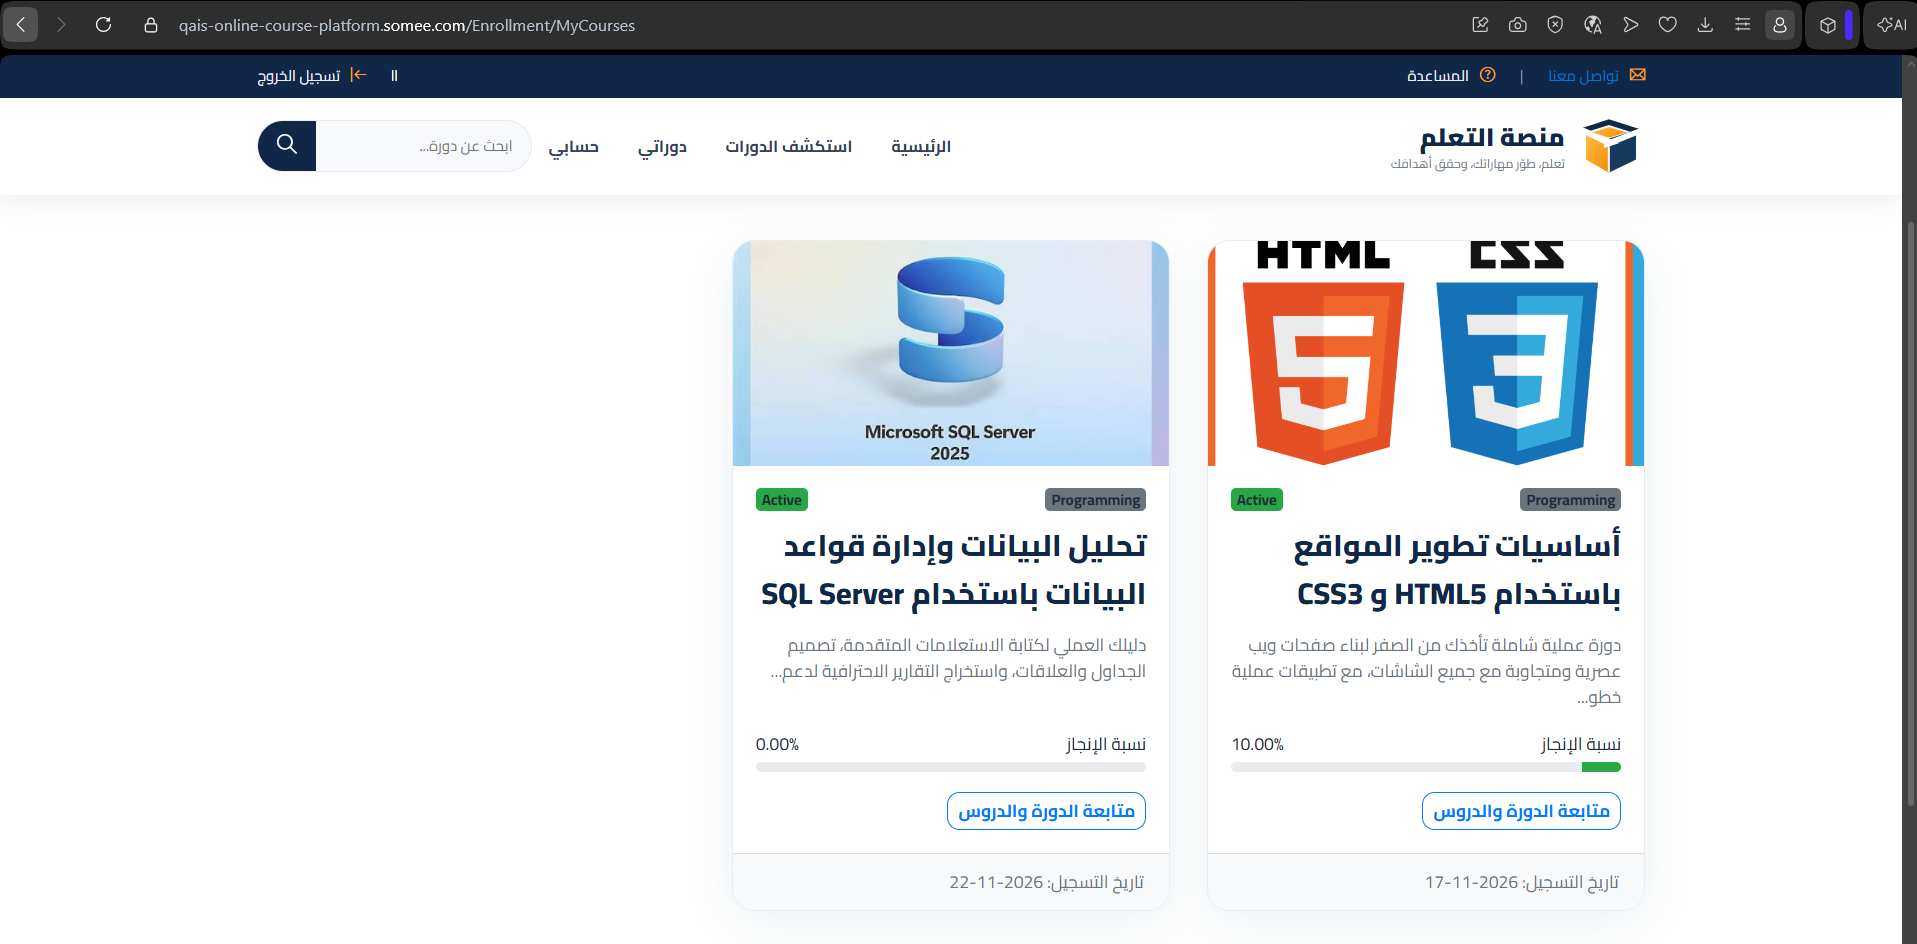 qais-online-course-platform.somee.com/Enrollment/MyCourses
AI
تواصل معنا | المساعدة
II تسجيل الخروج
منصة التعلم
تعلم، طوّر مهاراتك، وحقق أهدافك
الرئيسية استكشف الدورات دوراتي حسابي
ابحث عن دورة...
HTML CSS
Programming Active
أساسيات تطوير المواقع
باستخدام HTML5 و CSS3
دورة عملية شاملة تأخذك من الصفر لبناء صفحات ويب
عصرية ومتجاوبة مع جميع الشاشات، مع تطبيقات عملية
خطو...
نسبة الإنجاز 10.00%
متابعة الدورة والدروس
تاريخ التسجيل: 2026-11-17
Microsoft SQL Server
2025
Programming Active
تحليل البيانات وإدارة قواعد
البيانات باستخدام SQL Server
دليلك العملي لكتابة الاستعلامات المتقدمة، تصميم
الجداول والعلاقات، واستخراج التقارير الاحترافية لدعم...
نسبة الإنجاز 0.00%
متابعة الدورة والدروس
تاريخ التسجيل: 2026-11-22